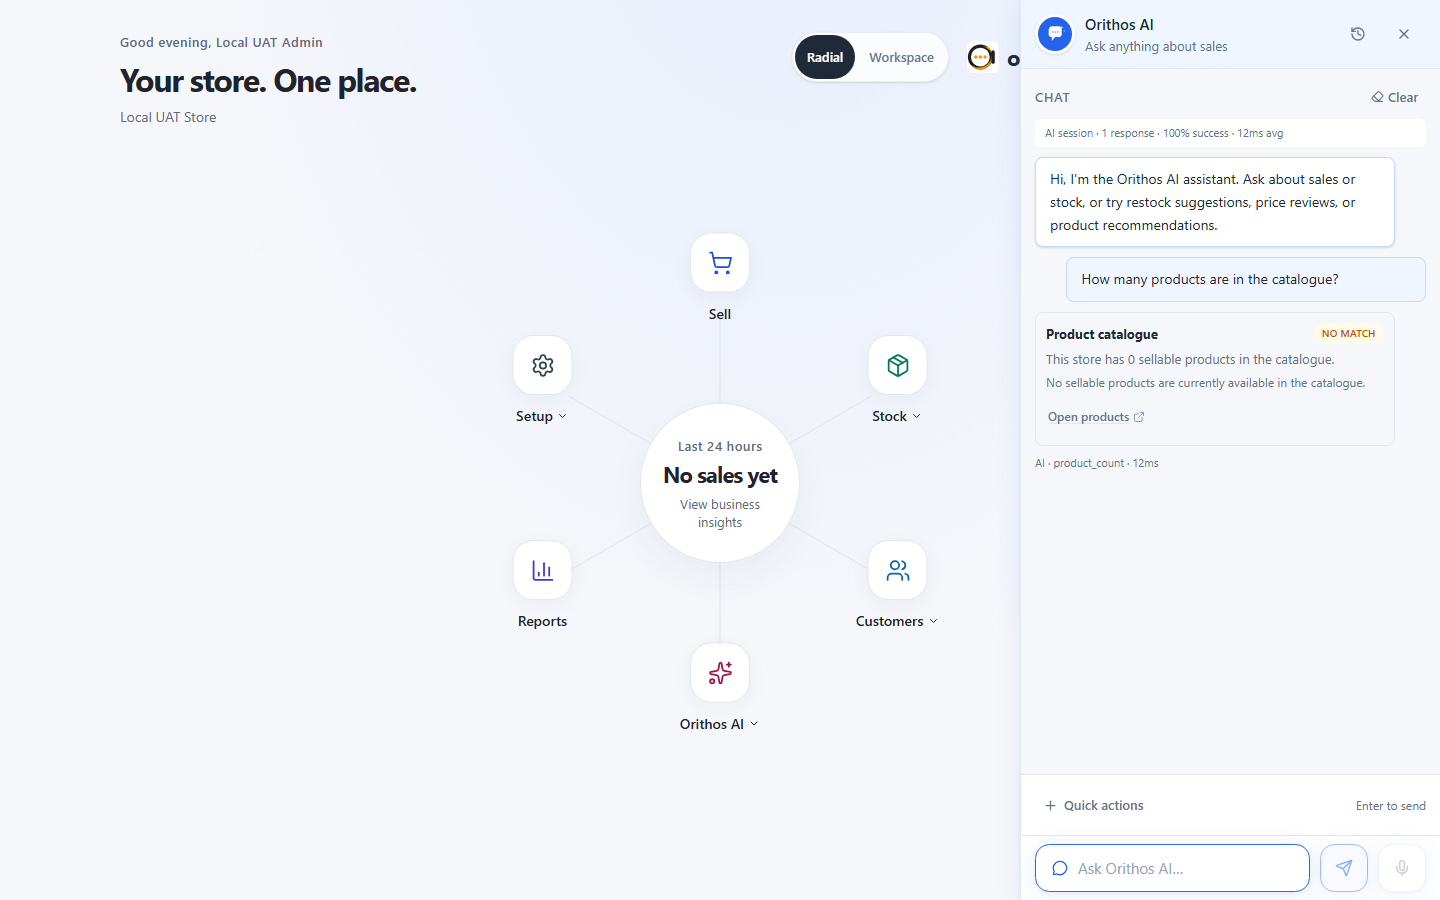 Good evening, Local UAT Admin
Your store. One place.
Local UAT Store
Radial
Workspace
Sell
Setup
Stock
Last 24 hours
No sales yet
View business
insights
Reports
Customers
Orithos AI
Orithos AI
Ask anything about sales
CHAT
Clear
AI session · 1 response · 100% success · 12ms avg
Hi, I'm the Orithos AI assistant. Ask about sales or
stock, or try restock suggestions, price reviews, or
product recommendations.
How many products are in the catalogue?
Product catalogue
NO MATCH
This store has 0 sellable products in the catalogue.
No sellable products are currently available in the catalogue.
Open products
AI · product_count · 12ms
Quick actions
Enter to send
Ask Orithos AI...